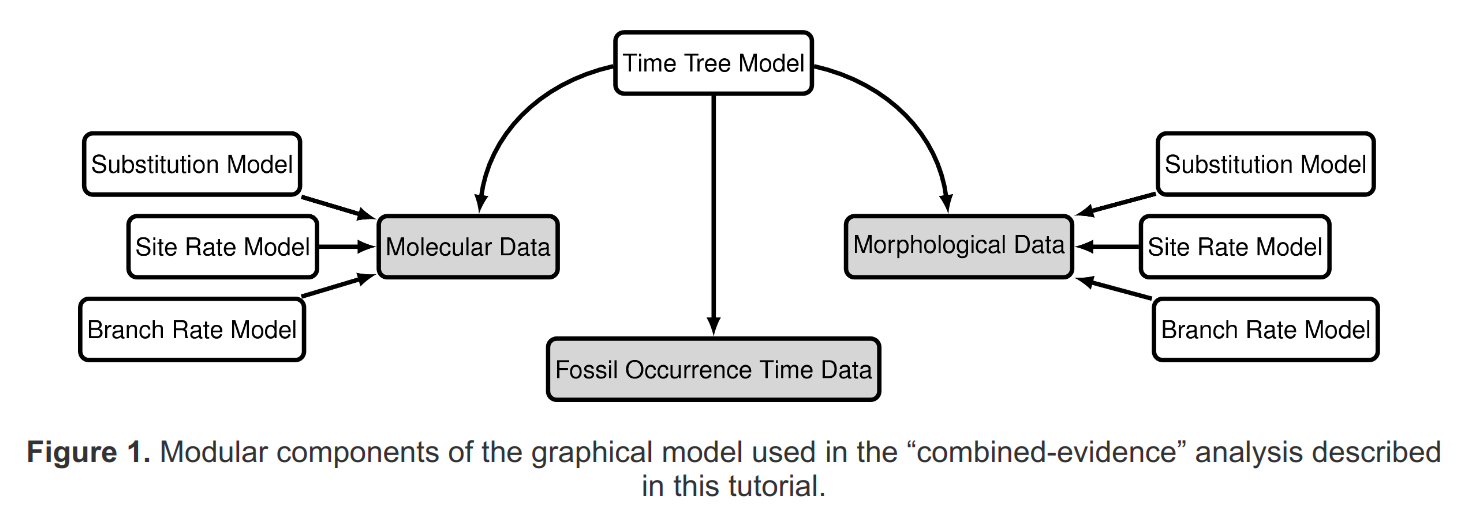 Time Tree Model
Substitution Model
Substitution Model
Site Rate Model
Molecular Data
Morphological Data
Site Rate Model
Branch Rate Model
Branch Rate Model
Fossil Occurrence Time Data
Figure 1. Modular components of the graphical model used in the “combined-evidence” analysis described
in this tutorial.